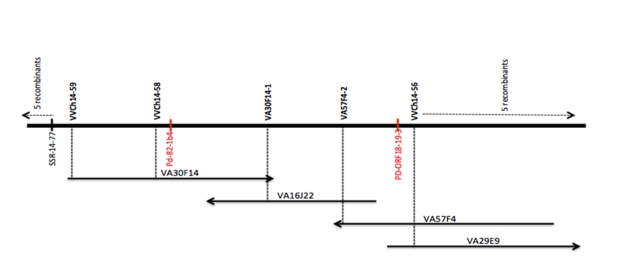 5 recombinants
VVCh14-59
VVCh14-58
VA30F14-1
VA57F4-2
VVCh14-56
5 recombinants
SSR-14-77
Pd-82-1b4
PD-ORF18-19-3
VA30F14
VA16J22
VA57F4
VA29E9